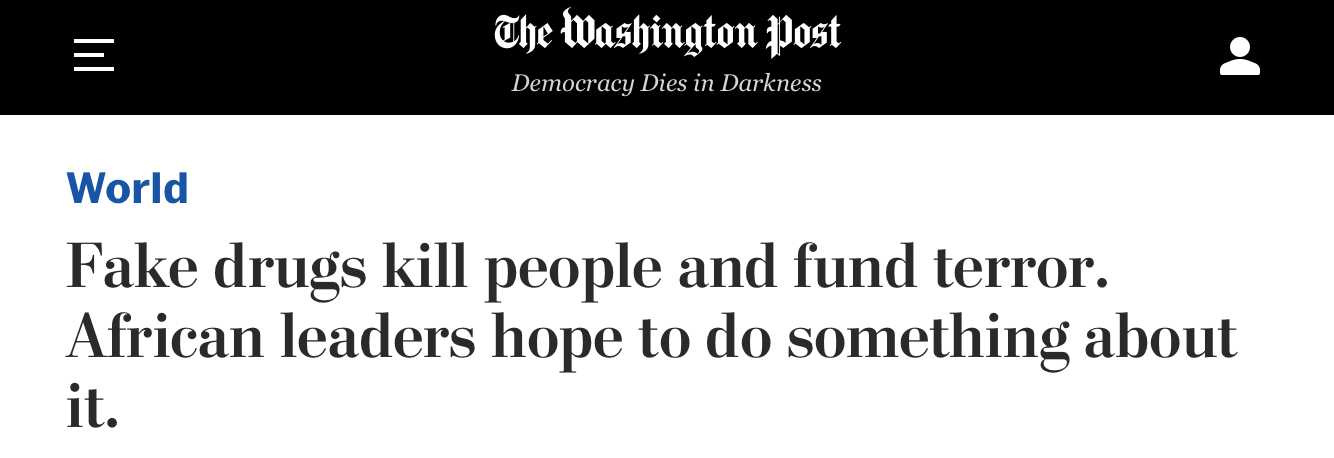 The Washington Post
Democracy Dies in Darkness
World
Fake drugs kill people and fund terror.
African leaders hope to do something about
it.